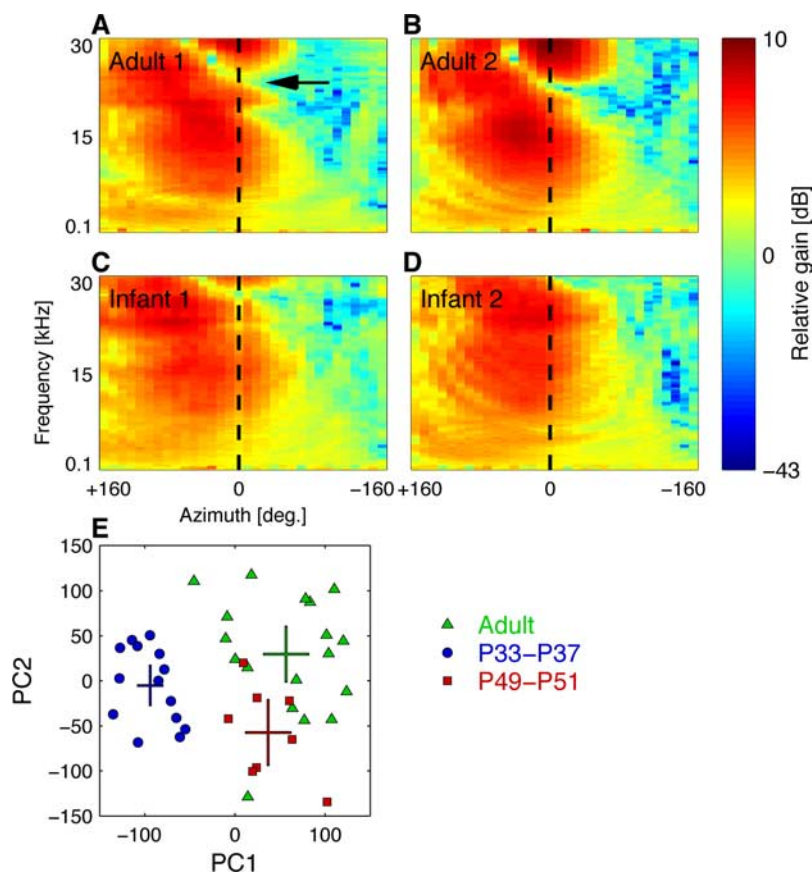 A
B
30
15
0.1
Adult 1
Adult 2
10
0
−43
Relative gain [dB]
C
D
Infant 1
Infant 2
Frequency [kHz]
30
15
0.1
+160
0
−160
+160
0
−160
Azimuth [deg.]
E
150
100
50
0
−50
−100
−150
PC2
−100
0
100
PC1
Adult
P33−P37
P49−P51